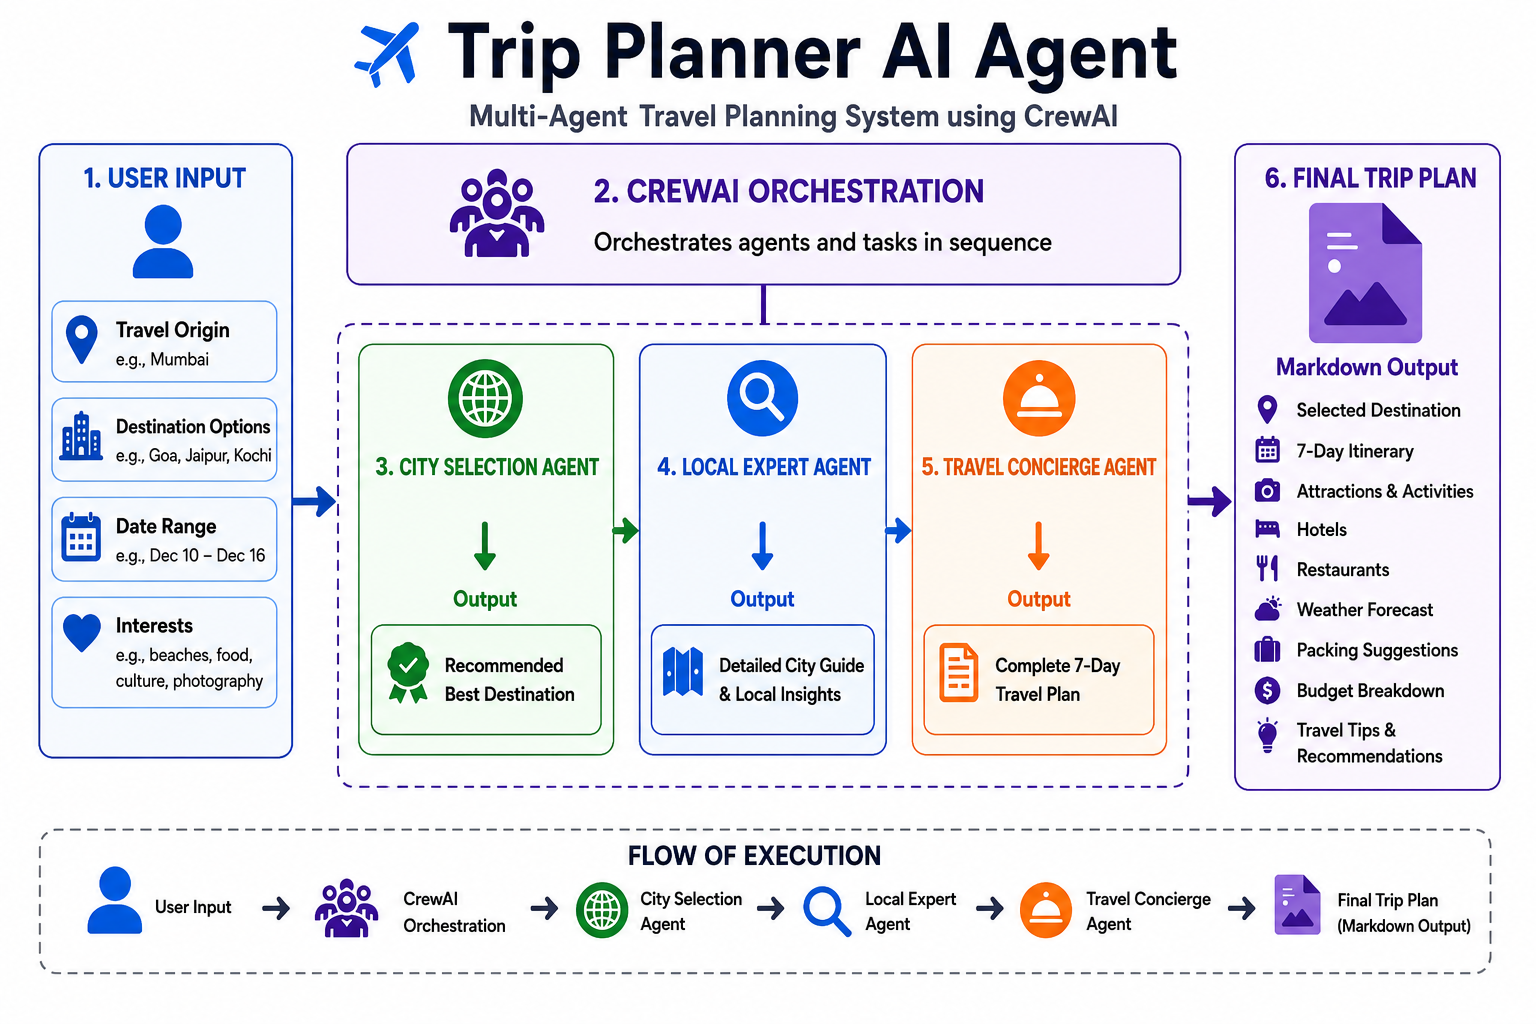 Trip Planner AI Agent
Multi-Agent Travel Planning System using CrewAI
1. USER INPUT
Travel Origin
e.g., Mumbai
Destination Options
e.g., Goa, Jaipur, Kochi
Date Range
e.g., Dec 10 – Dec 16
Interests
e.g., beaches, food,
culture, photography
2. CREWAI ORCHESTRATION
Orchestrates agents and tasks in sequence
3. CITY SELECTION AGENT
Output
Recommended
Best Destination
4. LOCAL EXPERT AGENT
Output
Detailed City Guide
& Local Insights
5. TRAVEL CONCIERGE AGENT
Output
Complete 7-Day
Travel Plan
6. FINAL TRIP PLAN
Markdown Output
Selected Destination
7-Day Itinerary
Attractions & Activities
Hotels
Restaurants
Weather Forecast
Packing Suggestions
$
Budget Breakdown
Travel Tips &
Recommendations
FLOW OF EXECUTION
User Input
CrewAI
Orchestration
City Selection
Agent
Local Expert
Agent
Travel Concierge
Agent
Final Trip Plan
(Markdown Output)